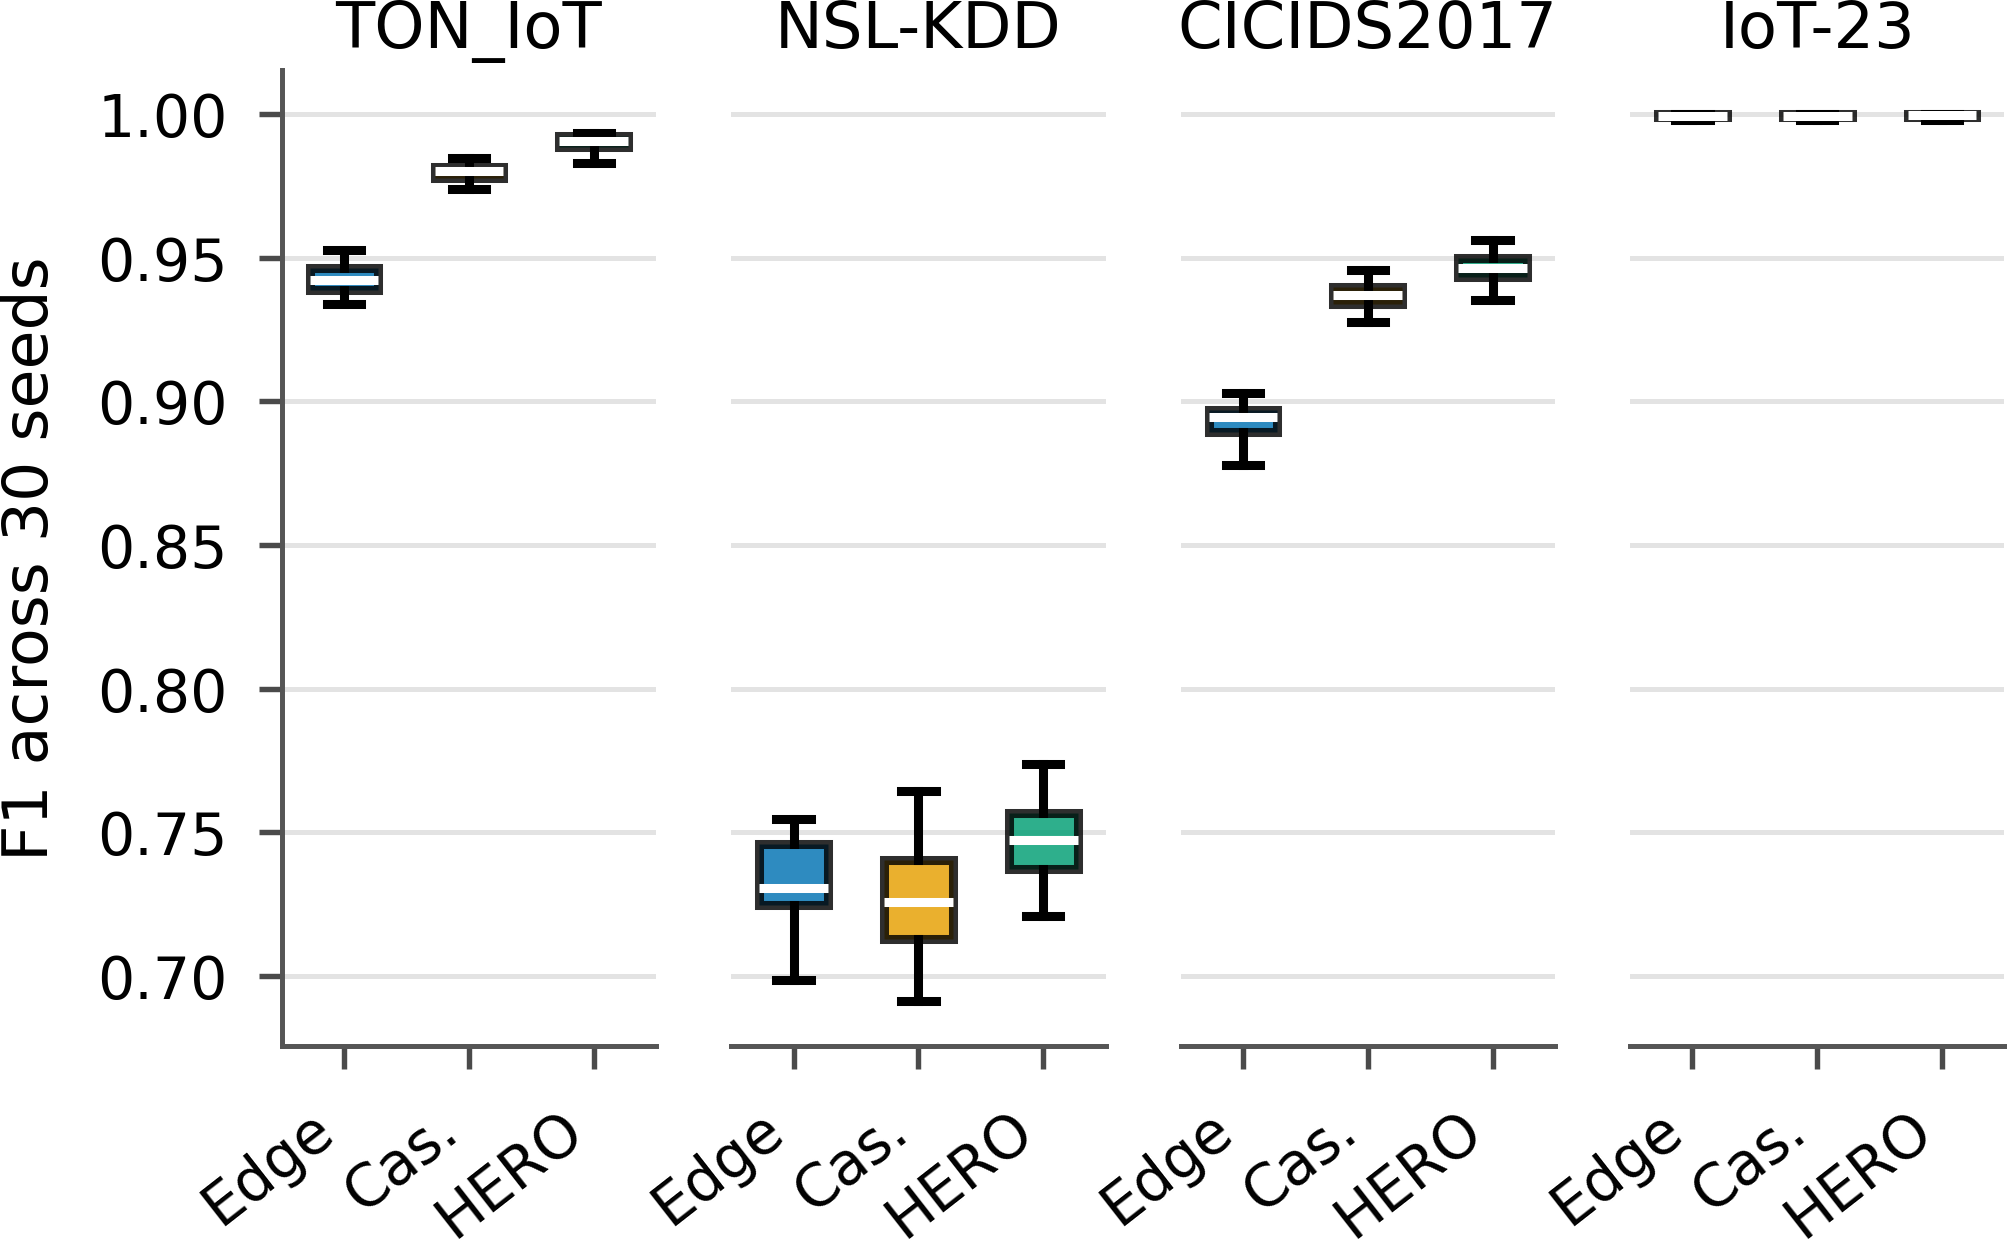 TON_IoT NSL-KDD CICIDS2017 IoT-23
F1 across 30 seeds
1.00
0.95
0.90
0.85
0.80
0.75
0.70
Edge Cas. HERO Edge Cas. HERO Edge Cas. HERO Edge Cas. HERO